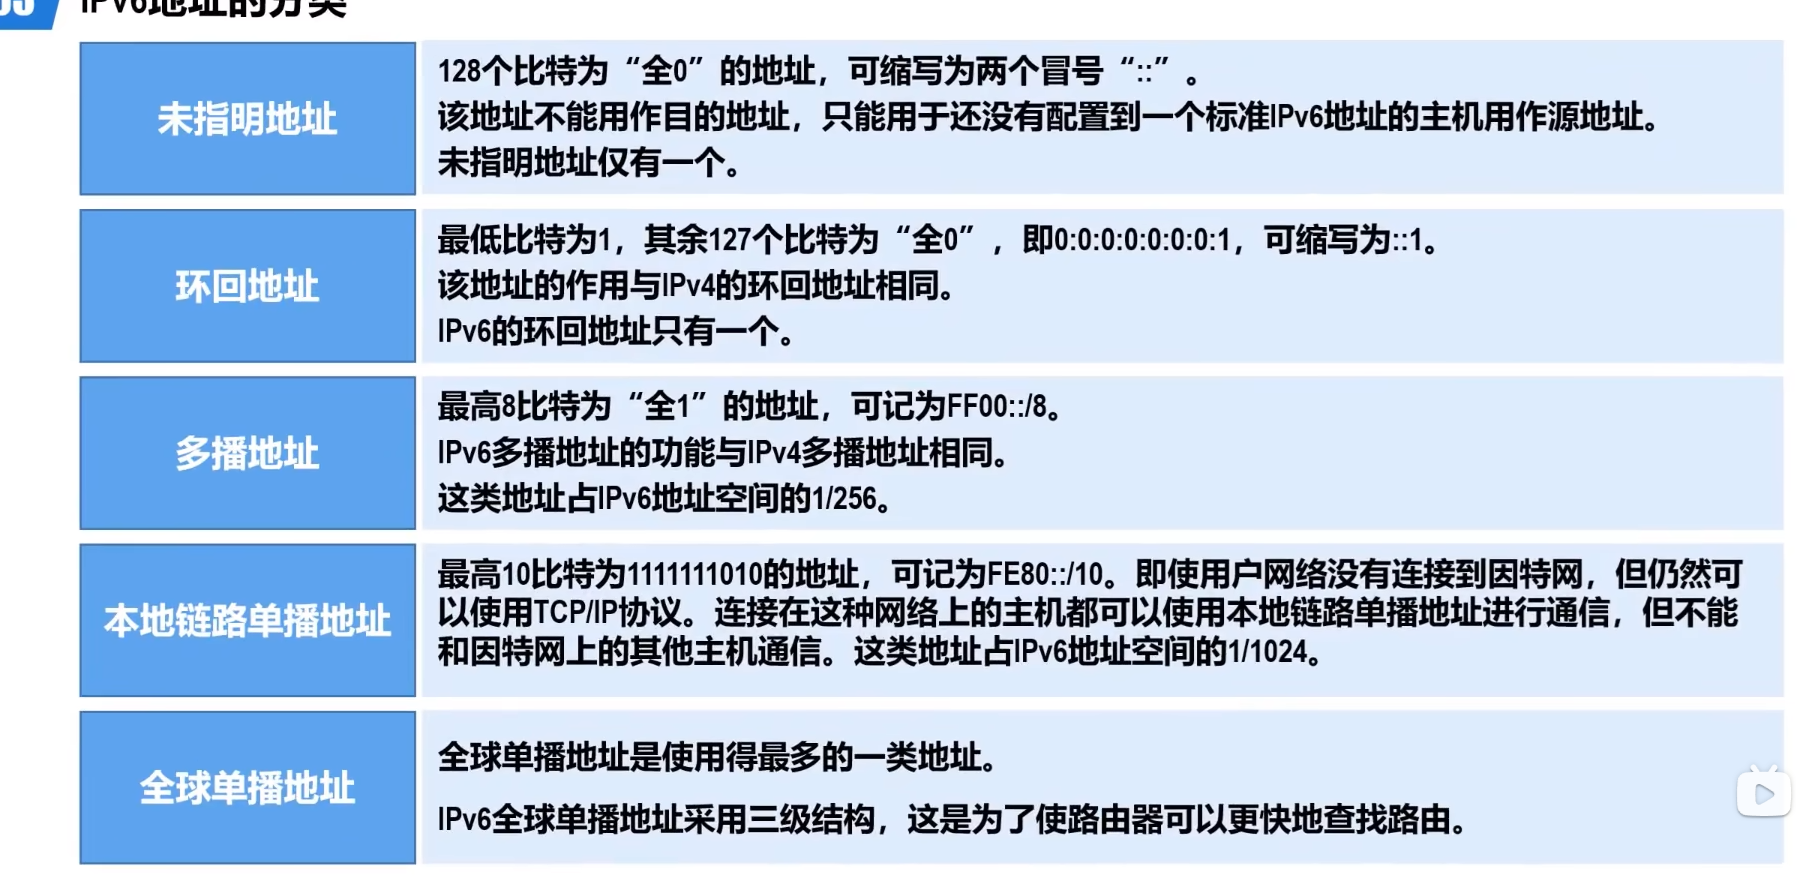 05 IPv6地址的分类
未指明地址
128个比特为“全0”的地址，可缩写为两个冒号“::”。
该地址不能用作目的地址，只能用于还没有配置到一个标准IPv6地址的主机用作源地址。
未指明地址仅有一个。
环回地址
最低比特为1，其余127个比特为“全0”，即0:0:0:0:0:0:0:1，可缩写为::1。
该地址的作用与IPv4的环回地址相同。
IPv6的环回地址只有一个。
多播地址
最高8比特为“全1”的地址，可记为FF00::/8。
IPv6多播地址的功能与IPv4多播地址相同。
这类地址占IPv6地址空间的1/256。
本地链路单播地址
最高10比特为1111111010的地址，可记为FE80::/10。即使用户网络没有连接到因特网，但仍然可
以使用TCP/IP协议。连接在这种网络上的主机都可以使用本地链路单播地址进行通信，但不能
和因特网上的其他主机通信。这类地址占IPv6地址空间的1/1024。
全球单播地址
全球单播地址是使用得最多的一类地址。
IPv6全球单播地址采用三级结构，这是为了使路由器可以更快地查找路由。